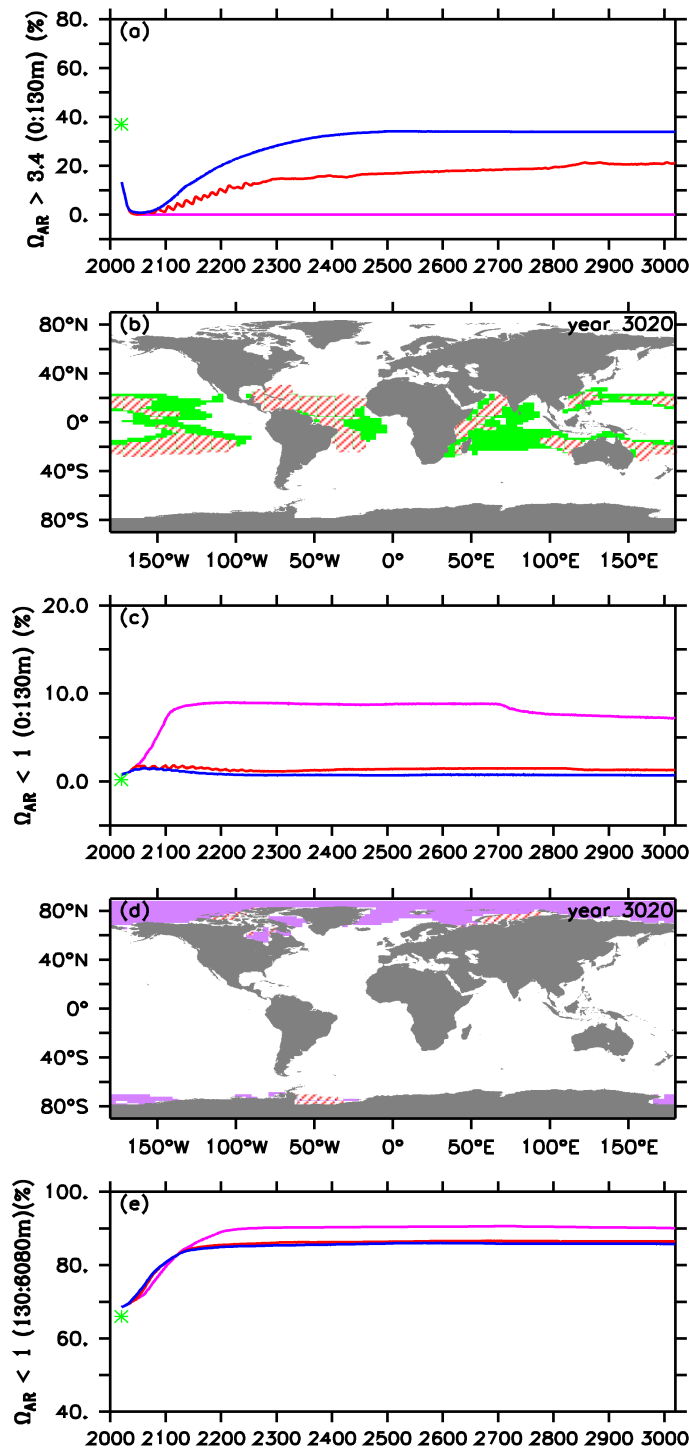 Ω_AR > 3.4 (0:130m) (%)
(a)
80.
60.
40.
20.
0.
2000 2100 2200 2300 2400 2500 2600 2700 2800 2900 3000
(b)
year 3020
80°N
40°N
0°
40°S
80°S
150°W 100°W 50°W 0° 50°E 100°E 150°E
Ω_AR < 1 (0:130m) (%)
(c)
20.0
10.0
0.0
2000 2100 2200 2300 2400 2500 2600 2700 2800 2900 3000
(d)
year 3020
80°N
40°N
0°
40°S
80°S
150°W 100°W 50°W 0° 50°E 100°E 150°E
Ω_AR < 1 (130:6080m)(%)
(e)
100.
80.
60.
40.
2000 2100 2200 2300 2400 2500 2600 2700 2800 2900 3000